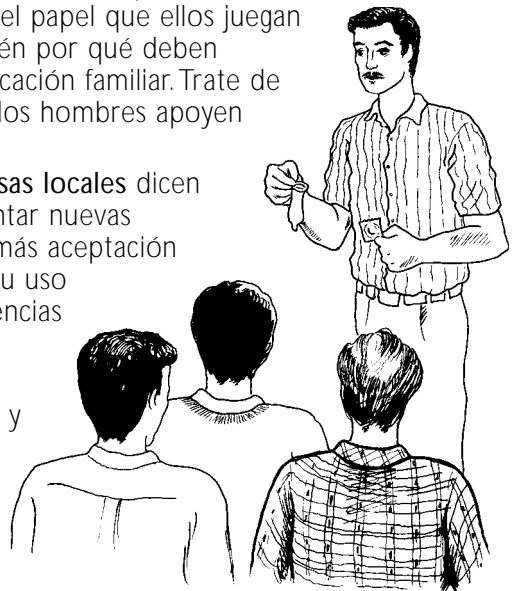 el papel que ellos juegan
én por qué deben
cación familiar. Trate de
los hombres apoyen
sas locales dicen
ntar nuevas
más aceptación
u uso
encias
y